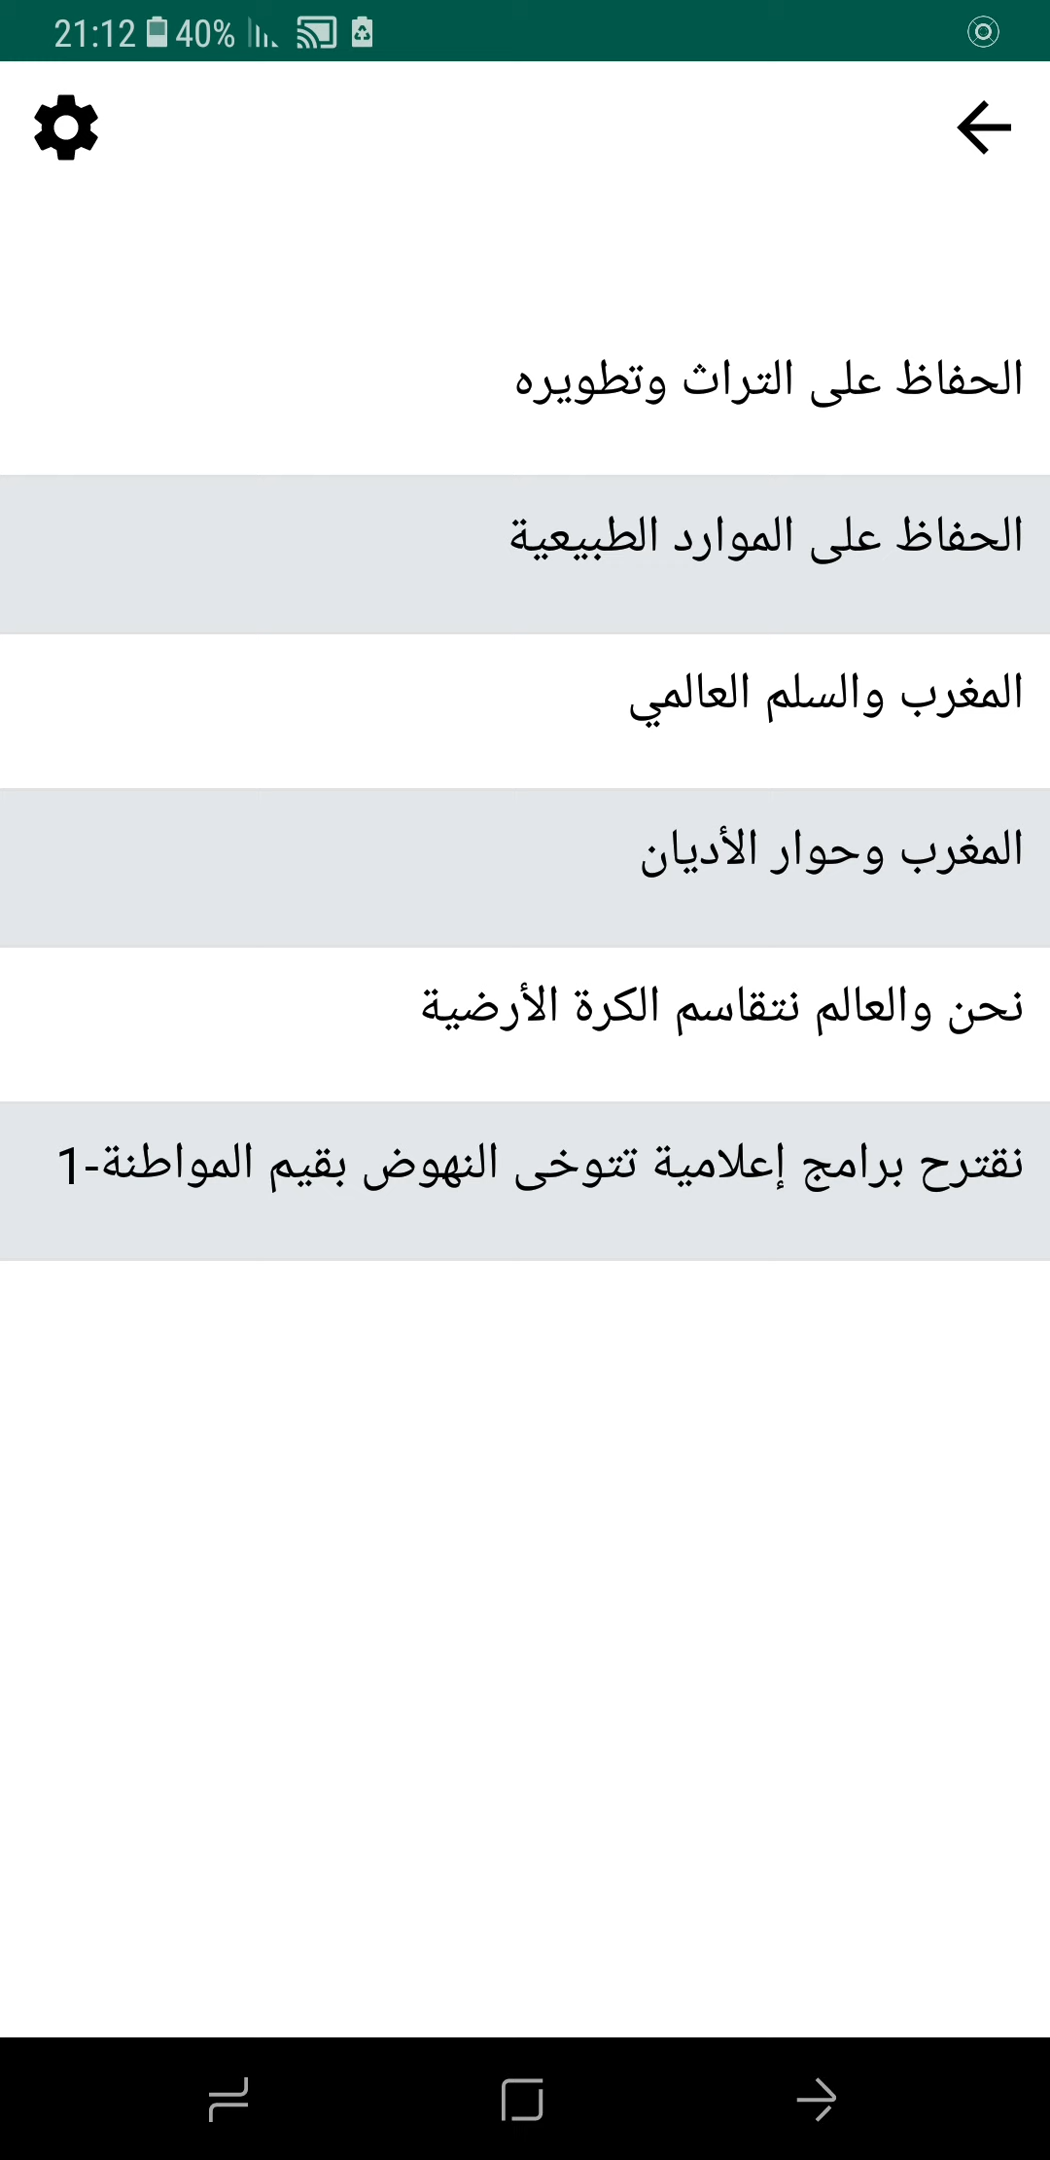 21:12 40%
الحفاظ على التراث وتطويره
الحفاظ على الموارد الطبيعية
المغرب والسلم العالمي
المغرب وحوار الأديان
نحن والعالم نتقاسم الكرة الأرضية
نقترح برامج إعلامية تتوخى النهوض بقيم المواطنة-1